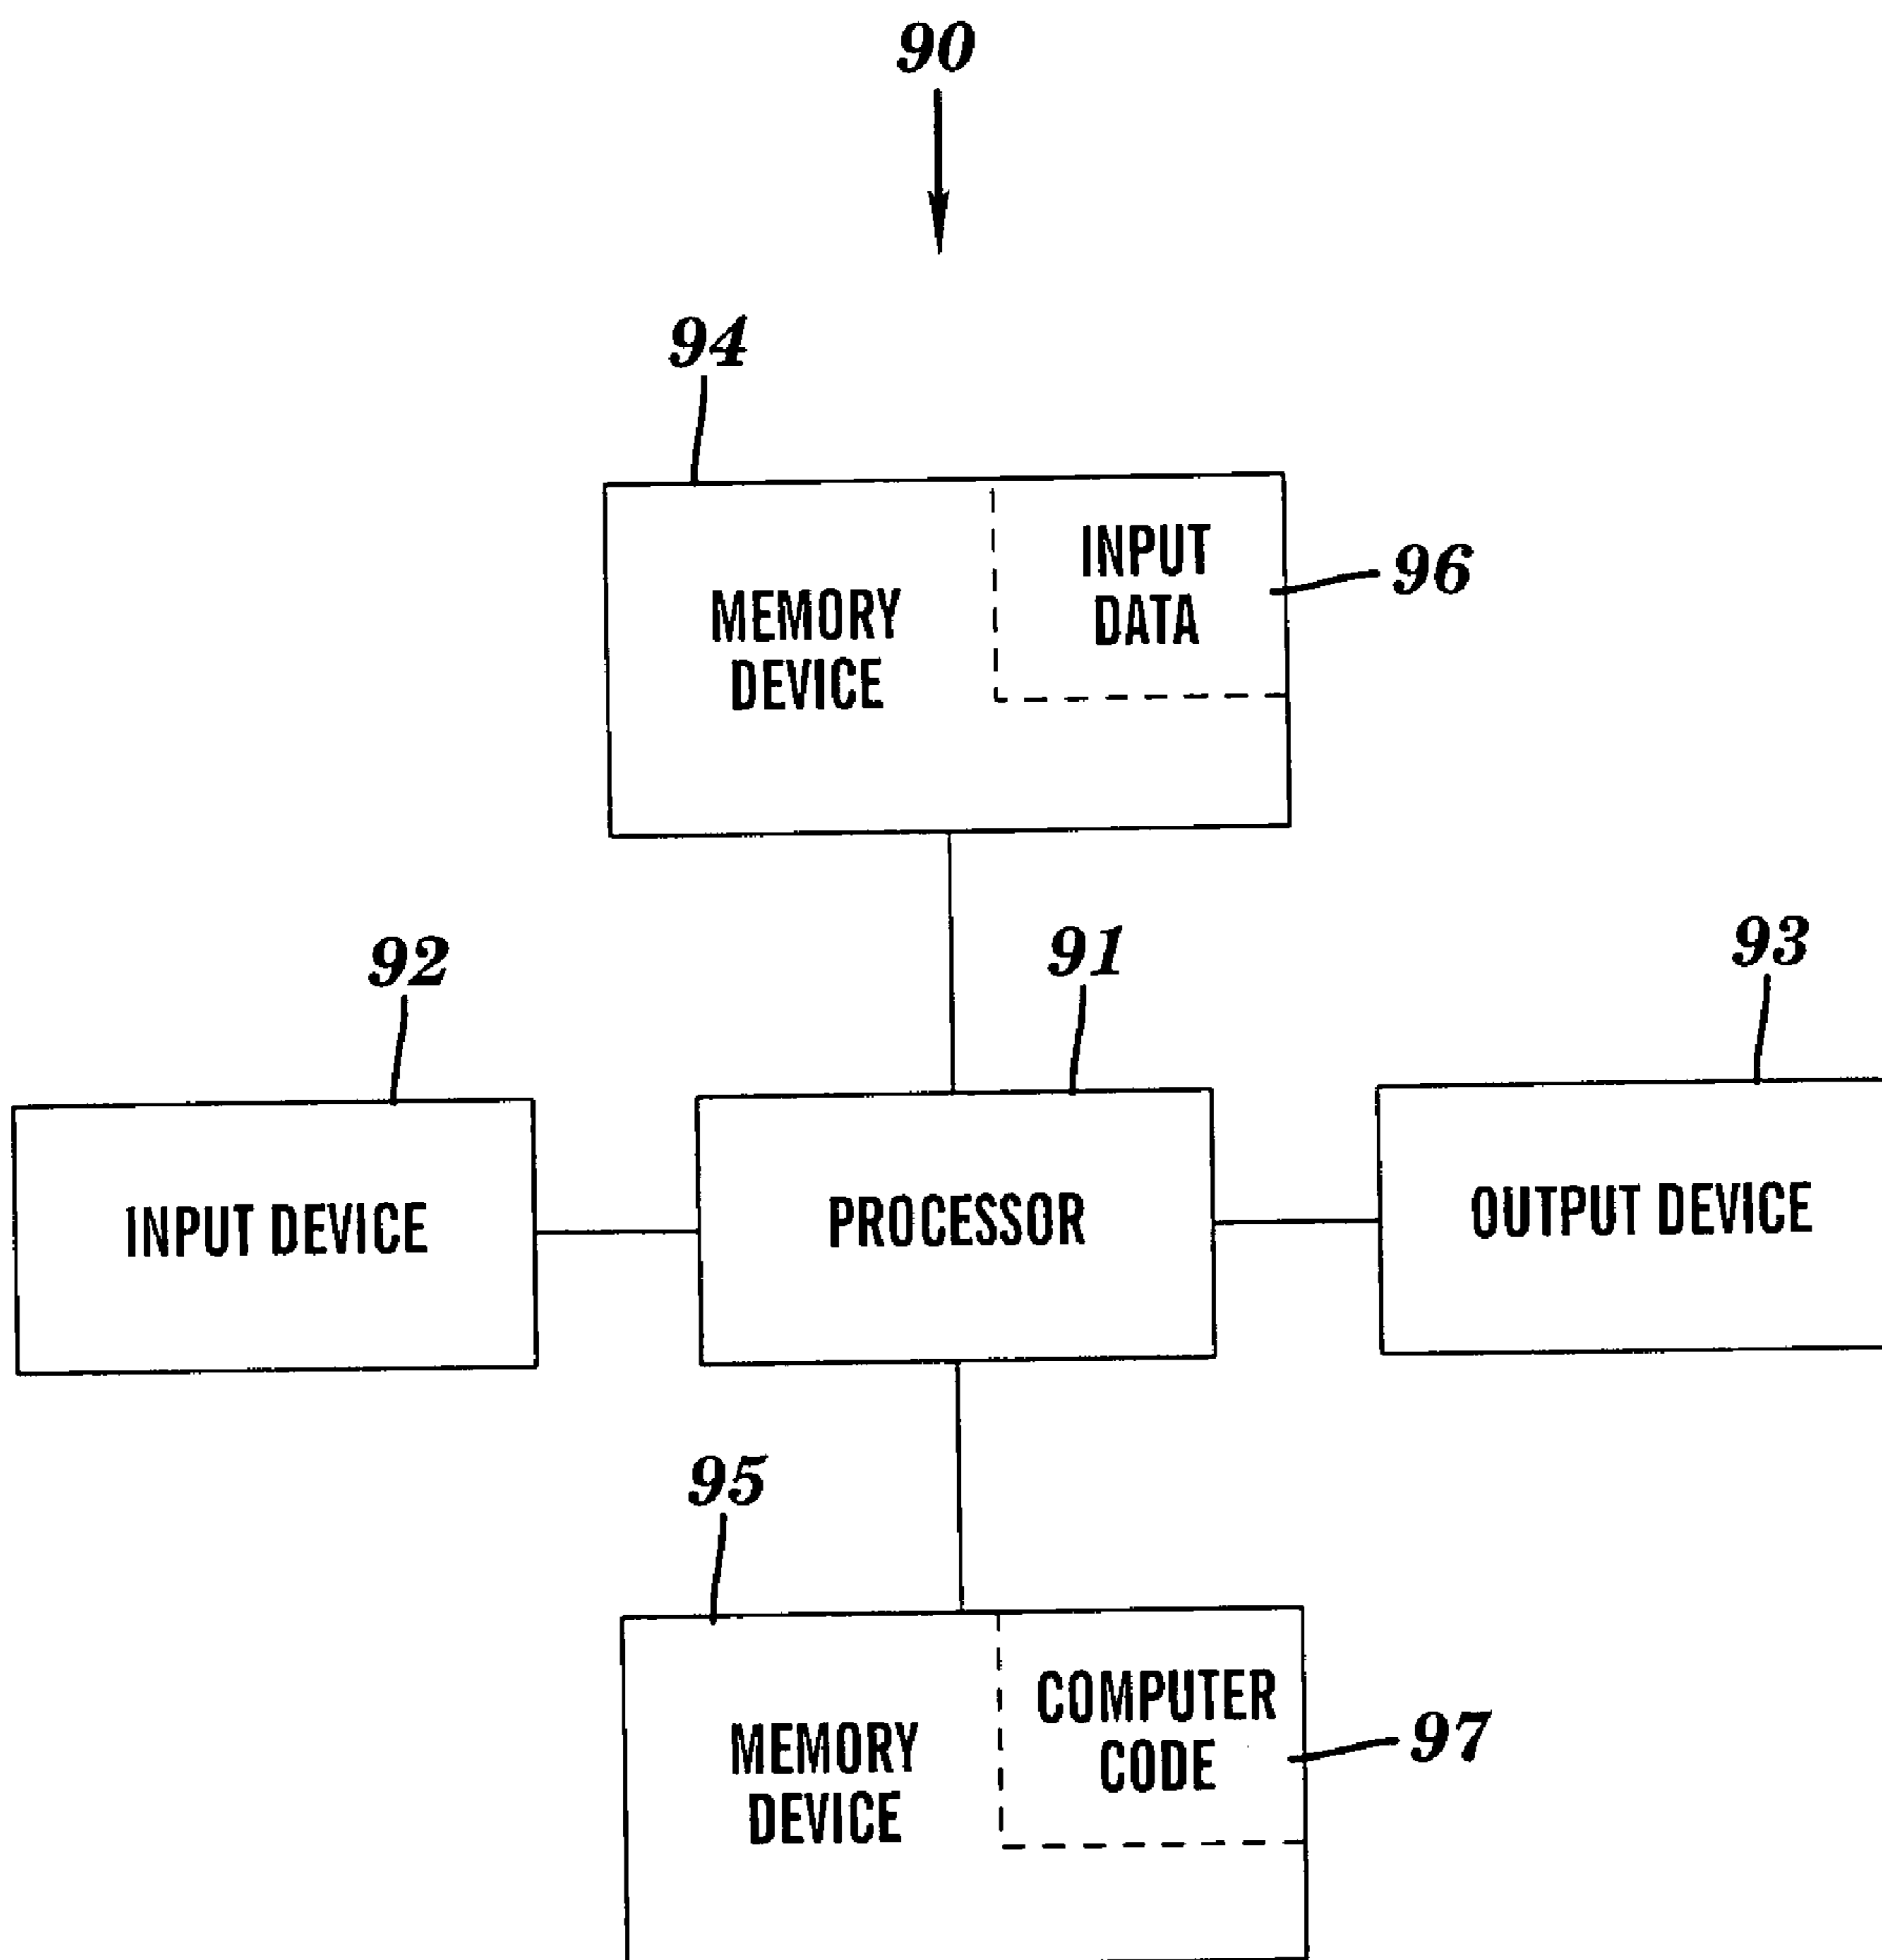 90
94
INPUT
DATA
96
MEMORY
DEVICE
92
91
93
INPUT DEVICE
PROCESSOR
OUTPUT DEVICE
95
COMPUTER
CODE
97
MEMORY
DEVICE